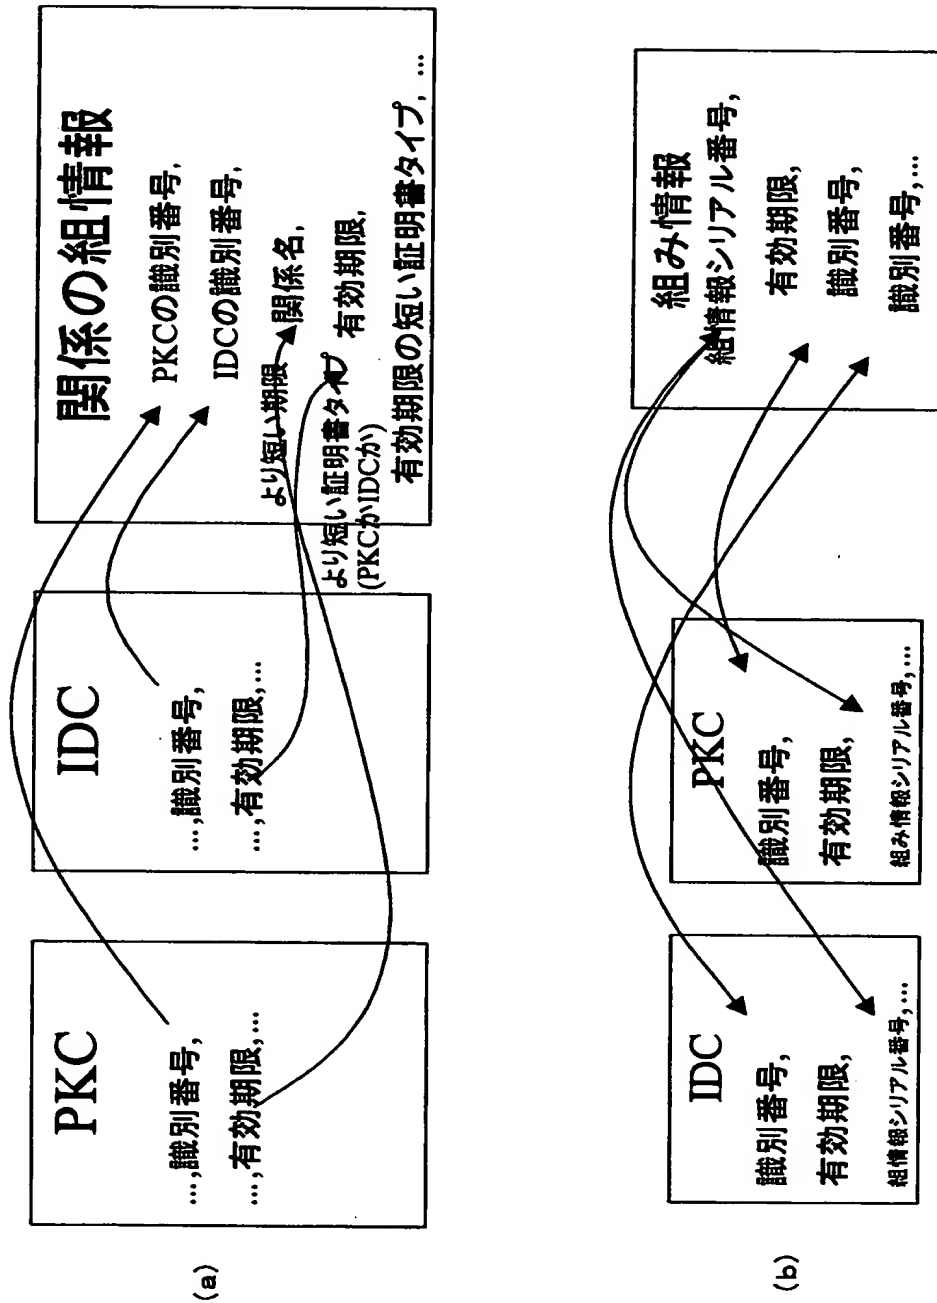 (a)
PKC
...,識別番号,
...,有効期限,...
IDC
...,識別番号,
...,有効期限,...
関係の組情報
PKCの識別番号,
IDCの識別番号,
より短い期限
関係名,
有効期限,
より短い証明書タイプ
(PKCかIDCか)
有効期限の短い証明書タイプ, ...
(b)
IDC
識別番号,
有効期限,
組情報シリアル番号,...
PKC
識別番号,
有効期限,
組み情報シリアル番号,...
組み情報
組情報シリアル番号,
有効期限,
識別番号,
識別番号,...